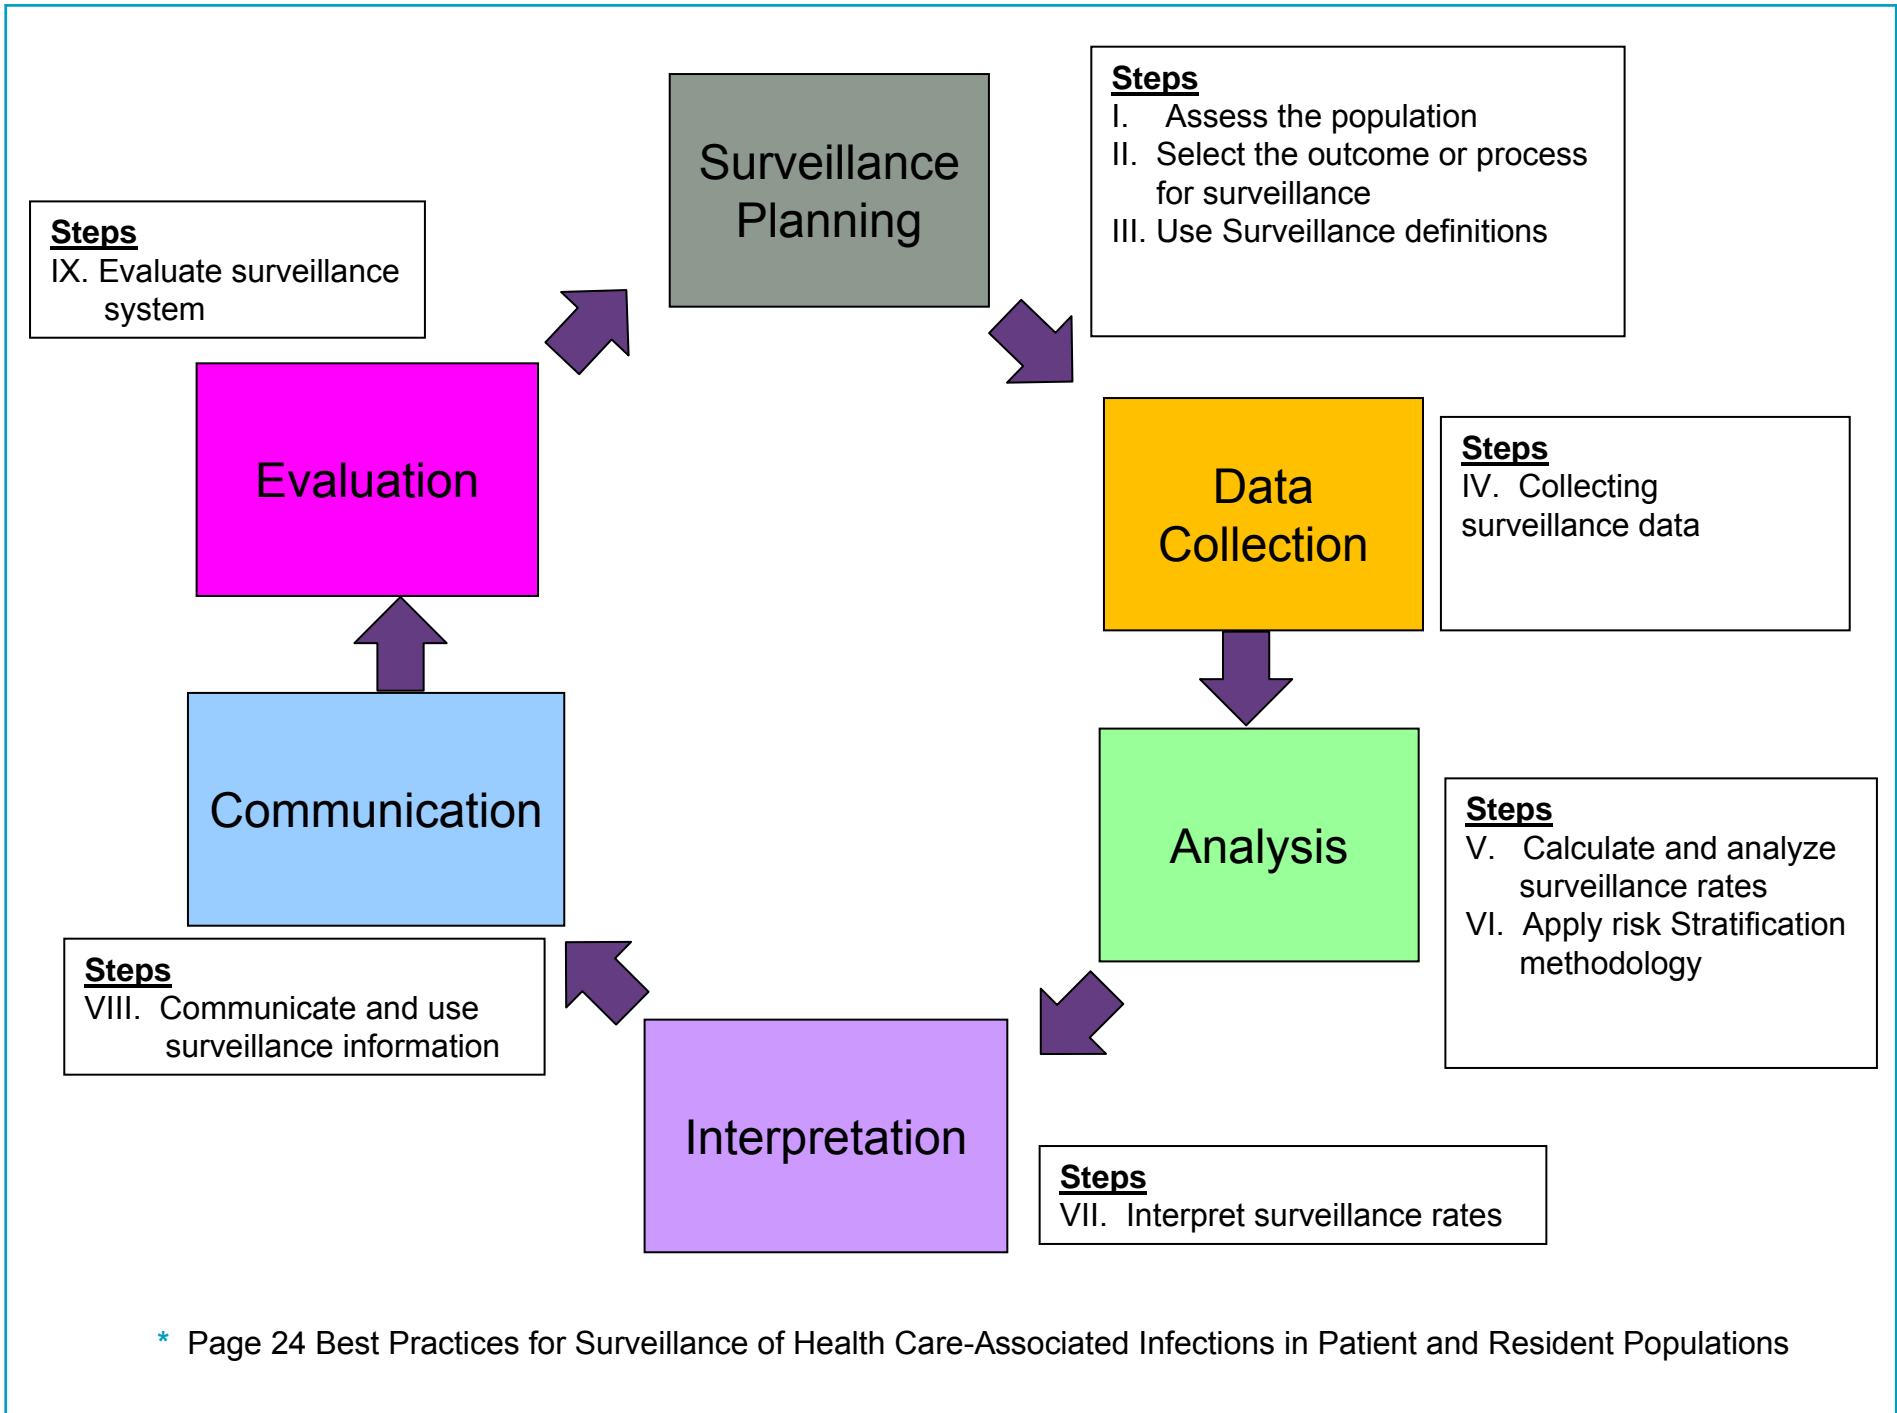 Surveillance
Planning
Steps
I. Assess the population
II. Select the outcome or process
for surveillance
III. Use Surveillance definitions
Data
Collection
Steps
IV. Collecting
surveillance data
Analysis
Steps
V. Calculate and analyze
surveillance rates
VI. Apply risk Stratification
methodology
Interpretation
Steps
VII. Interpret surveillance rates
Communication
Steps
VIII. Communicate and use
surveillance information
Evaluation
Steps
IX. Evaluate surveillance
system
* Page 24 Best Practices for Surveillance of Health Care-Associated Infections in Patient and Resident Populations